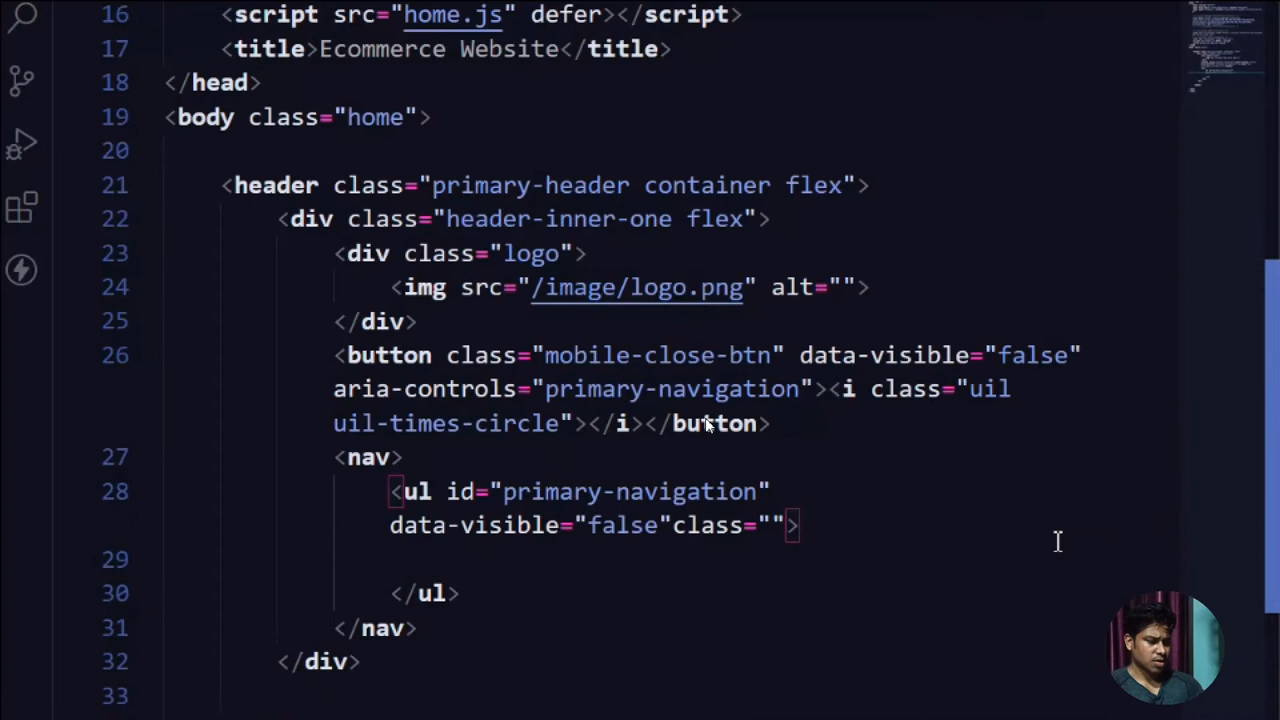 16 <script src="home.js" defer></script>
17 <title>Ecommerce Website</title>
18 </head>
19 <body class="home">
20
21 <header class="primary-header container flex">
22 <div class="header-inner-one flex">
23 <div class="logo">
24 <img src="/image/logo.png" alt="">
25 </div>
26 <button class="mobile-close-btn" data-visible="false"
aria-controls="primary-navigation"><i class="uil
uil-times-circle"></i></button>
27 <nav>
28 <ul id="primary-navigation"
data-visible="false"class="">
29
30 </ul>
31 </nav>
32 </div>
33